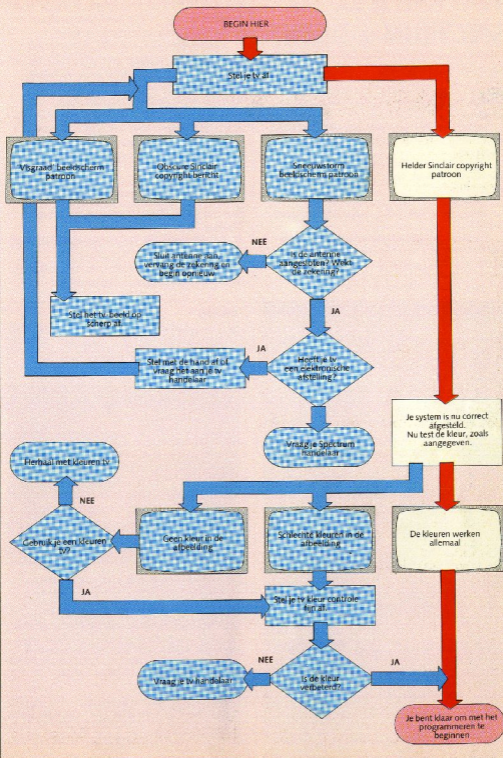 BEGIN HIER
Stel je tv af
'Visgraad' beeldscherm
patroon
'Obscure' Sinclair
copyright bericht
'Sneeuwstorm'
beeldscherm patroon
Helder Sinclair copyright
patroon
NEE
Sluit antenne aan,
vervang de zekering en
begin opnieuw
Is de antenne
aangesloten? Werkt
de zekering?
Stel het tv. beeld op
scherp af.
JA
JA
Stel met de hand af of
vraag het aan je tv
handelaar
Heeft je tv
een elektronische
afstelling?
Je system is nu correct
afgesteld.
Nu test de kleur, zoals
aangegeven.
Vraag je Spectrum
handelaar
Herhaal met kleuren tv
NEE
Gebruik je een kleuren
tv?
Geen kleur in de
afbeelding
Schlechte kleuren in de
afbeelding
De kleuren werken
allemaal
JA
Stel je tv kleur controle
fijn af
NEE
JA
Vraag je tv handelaar
Is de kleur
verbeterd?
Je bent klaar om met het
programmeren te
beginnen